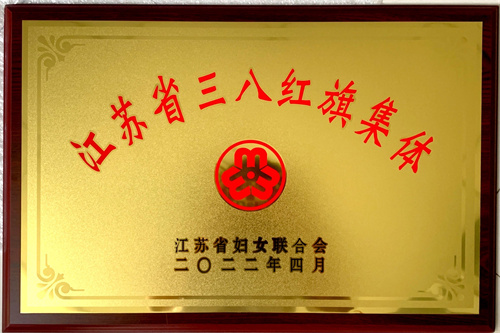 江苏省三八红旗集体
江苏省妇女联合会
二〇二二年四月